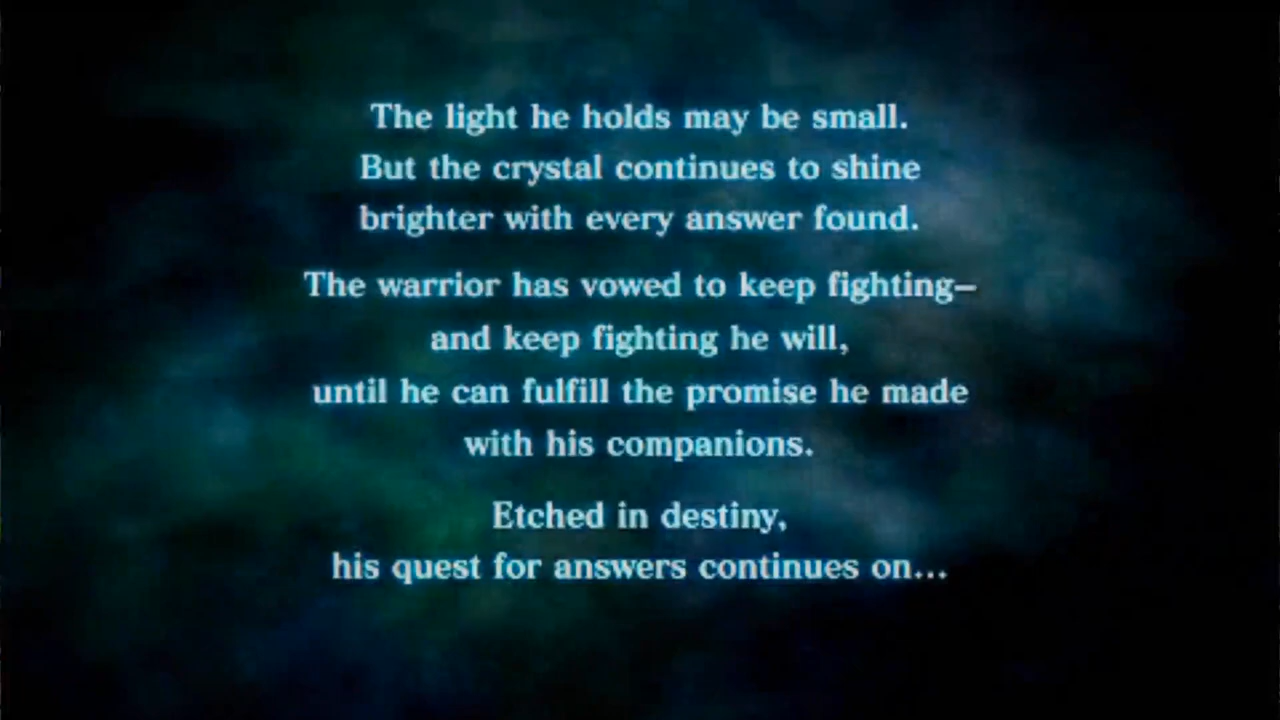 The light he holds may be small.
But the crystal continues to shine
brighter with every answer found.
The warrior has vowed to keep fighting–
and keep fighting he will,
until he can fulfill the promise he made
with his companions.
Etched in destiny,
his quest for answers continues on...